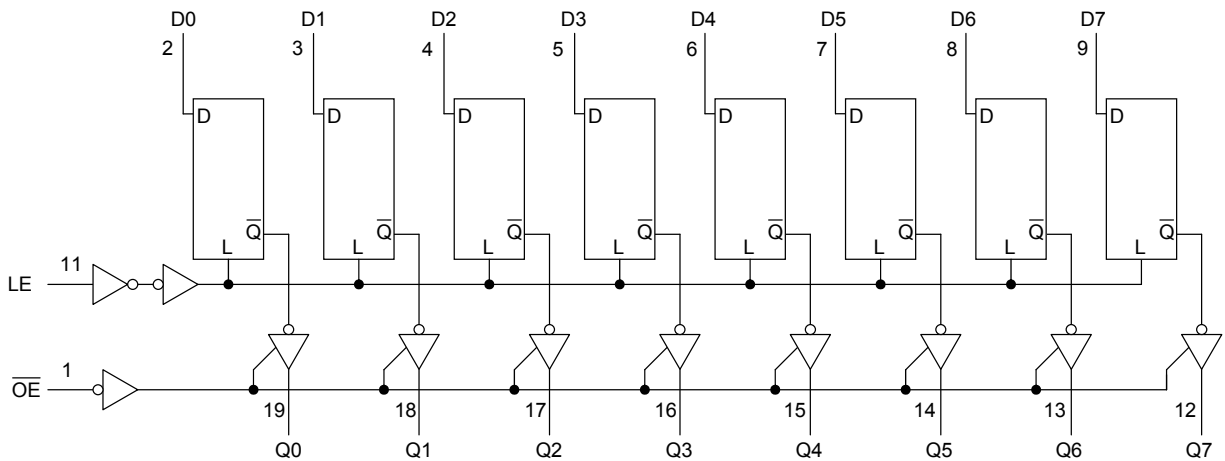 D0 D1 D2 D3 D4 D5 D6 D7
2 3 4 5 6 7 8 9
D D D D D D D D
Q̅ Q̅ Q̅ Q̅ Q̅ Q̅ Q̅ Q̅
L L L L L L L L
11
LE
1
O̅E̅
19 18 17 16 15 14 13 12
Q0 Q1 Q2 Q3 Q4 Q5 Q6 Q7